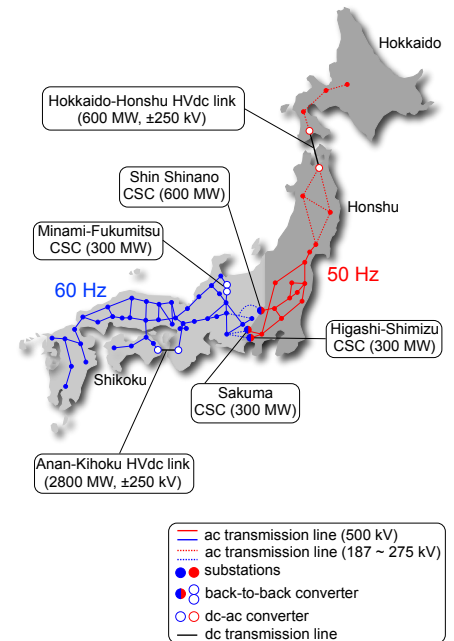 Hokkaido
Hokkaido-Honshu HVdc link
(600 MW, ±250 kV)
Shin Shinano
CSC (600 MW)
Honshu
Minami-Fukumitsu
CSC (300 MW)
60 Hz
50 Hz
Higashi-Shimizu
CSC (300 MW)
Shikoku
Sakuma
CSC (300 MW)
Anan-Kihoku HVdc link
(2800 MW, ±250 kV)
ac transmission line (500 kV)
ac transmission line (187 ~ 275 kV)
substations
back-to-back converter
dc-ac converter
dc transmission line